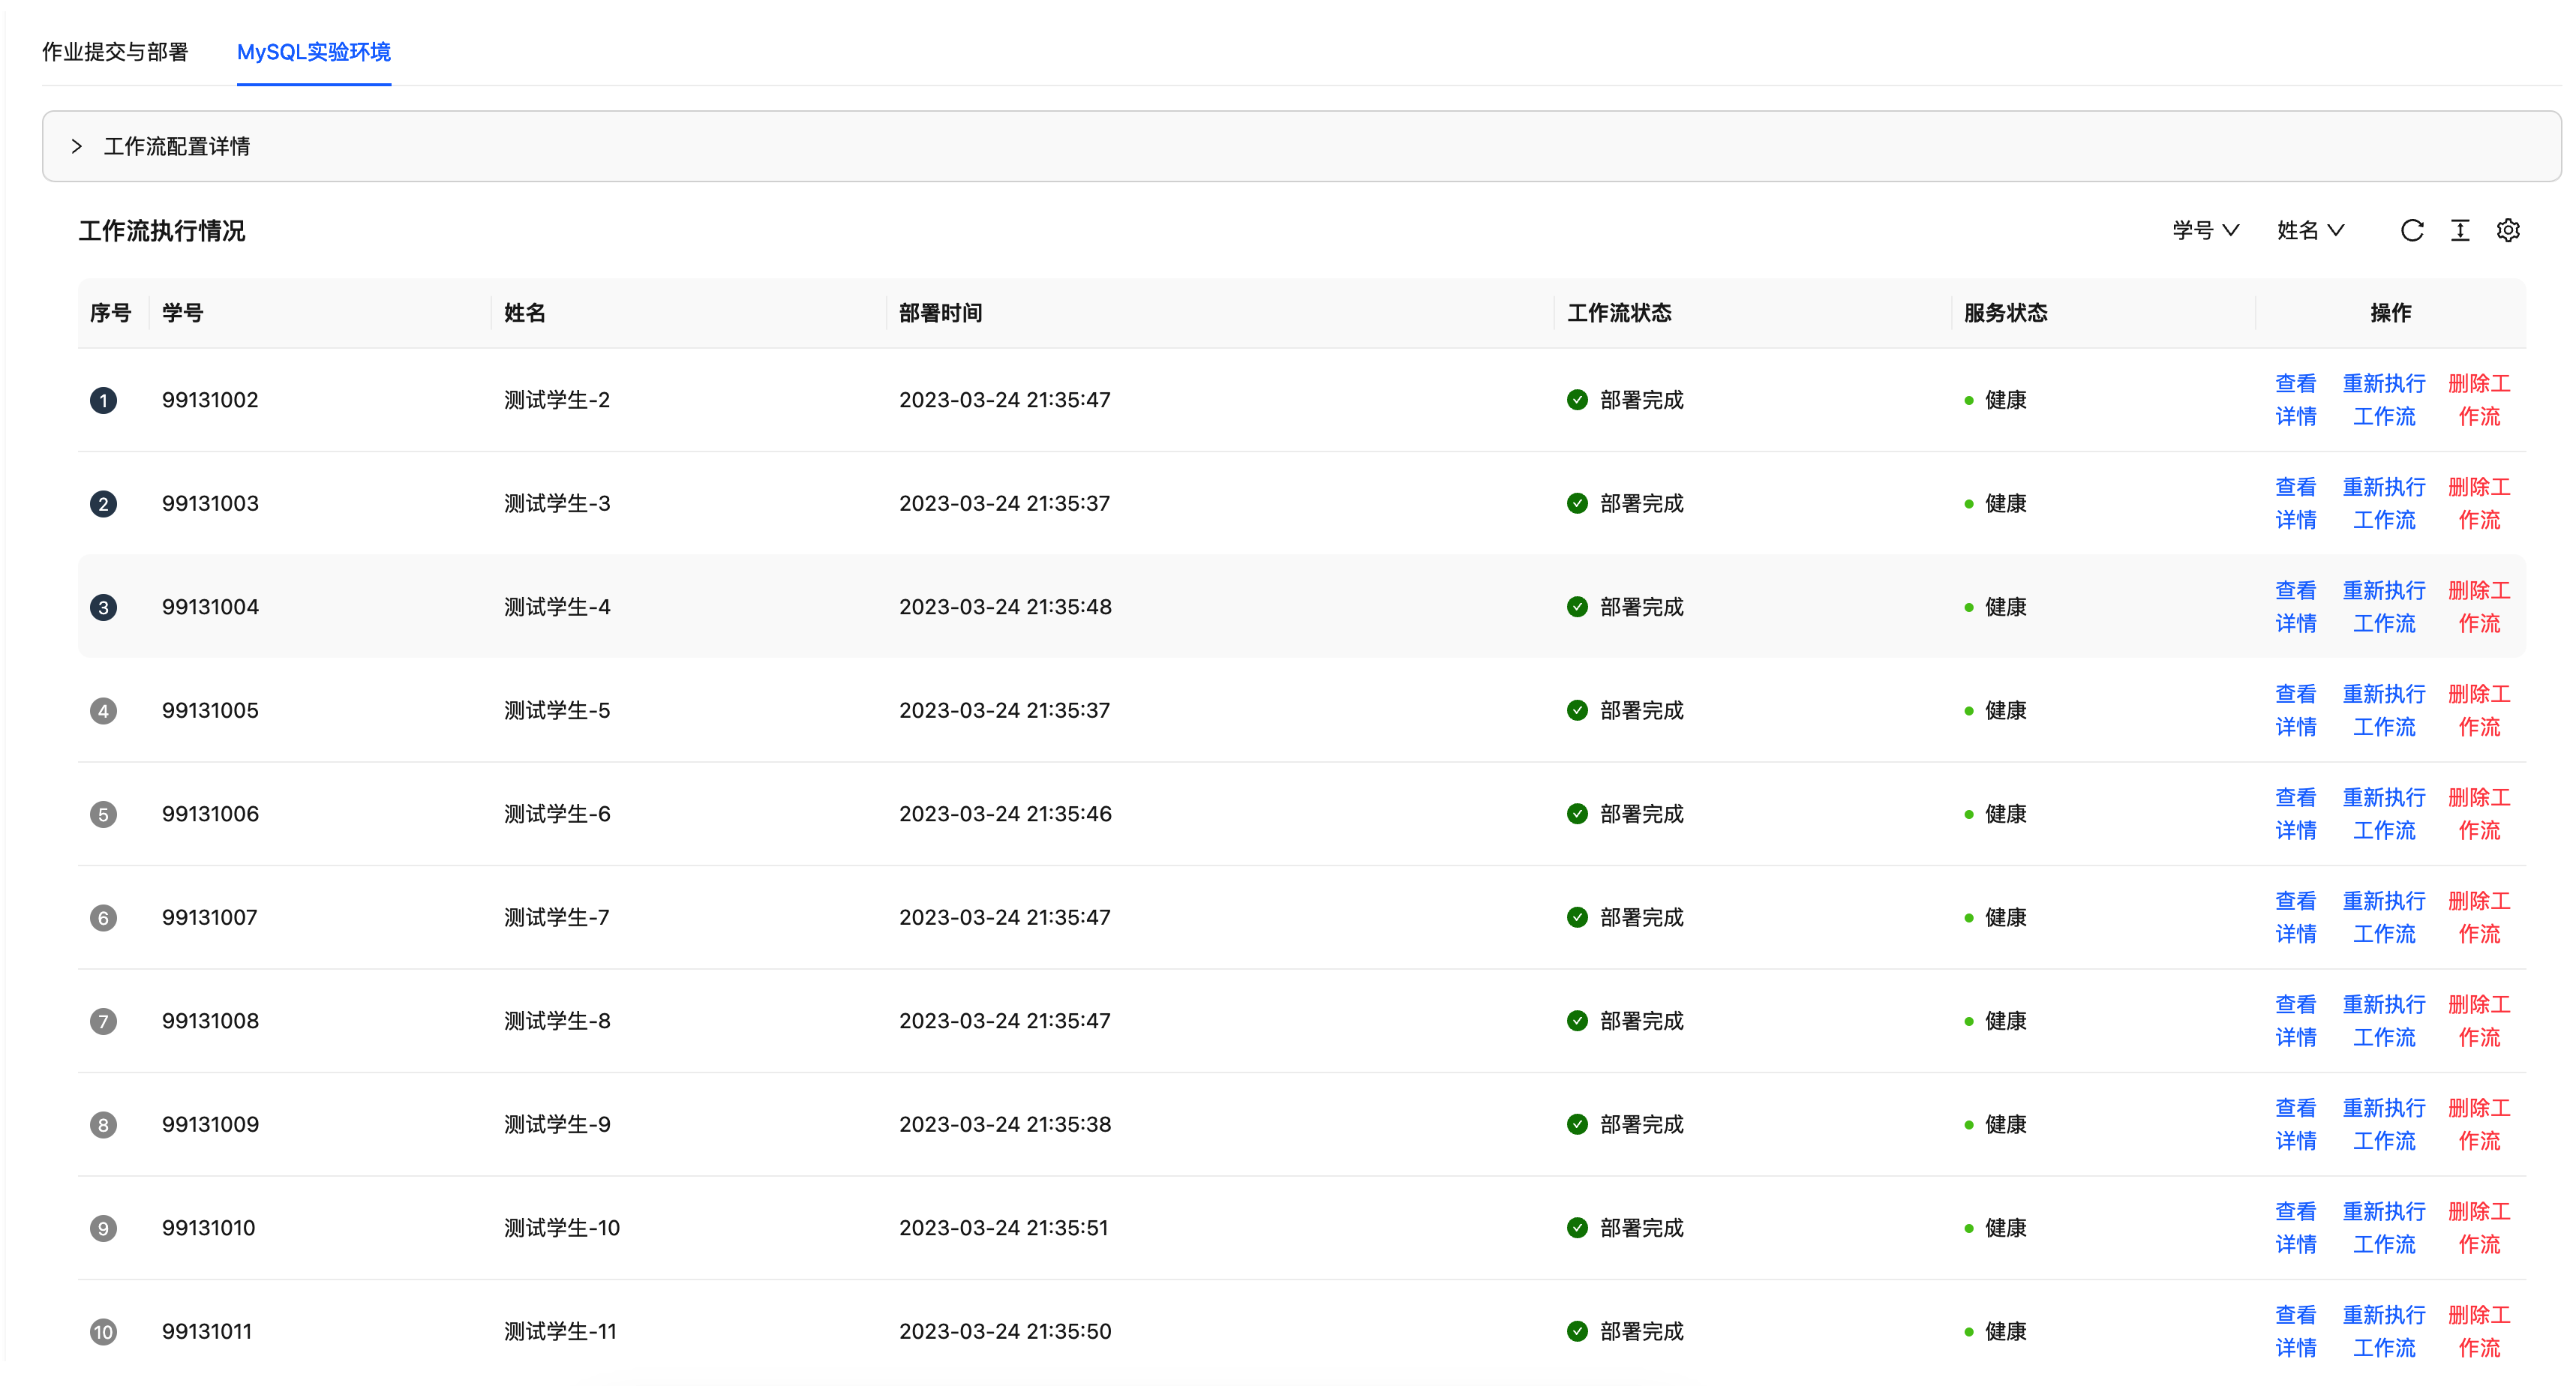 作业提交与部署 MySQL实验环境
工作流配置详情
工作流执行情况 学号 姓名
序号 学号 姓名 部署时间 工作流状态 服务状态 操作
1 99131002 测试学生-2 2023-03-24 21:35:47 部署完成 健康 查看 重新执行 删除工
详情 工作流 作流
2 99131003 测试学生-3 2023-03-24 21:35:37 部署完成 健康 查看 重新执行 删除工
详情 工作流 作流
3 99131004 测试学生-4 2023-03-24 21:35:48 部署完成 健康 查看 重新执行 删除工
详情 工作流 作流
4 99131005 测试学生-5 2023-03-24 21:35:37 部署完成 健康 查看 重新执行 删除工
详情 工作流 作流
5 99131006 测试学生-6 2023-03-24 21:35:46 部署完成 健康 查看 重新执行 删除工
详情 工作流 作流
6 99131007 测试学生-7 2023-03-24 21:35:47 部署完成 健康 查看 重新执行 删除工
详情 工作流 作流
7 99131008 测试学生-8 2023-03-24 21:35:47 部署完成 健康 查看 重新执行 删除工
详情 工作流 作流
8 99131009 测试学生-9 2023-03-24 21:35:38 部署完成 健康 查看 重新执行 删除工
详情 工作流 作流
9 99131010 测试学生-10 2023-03-24 21:35:51 部署完成 健康 查看 重新执行 删除工
详情 工作流 作流
10 99131011 测试学生-11 2023-03-24 21:35:50 部署完成 健康 查看 重新执行 删除工
详情 工作流 作流